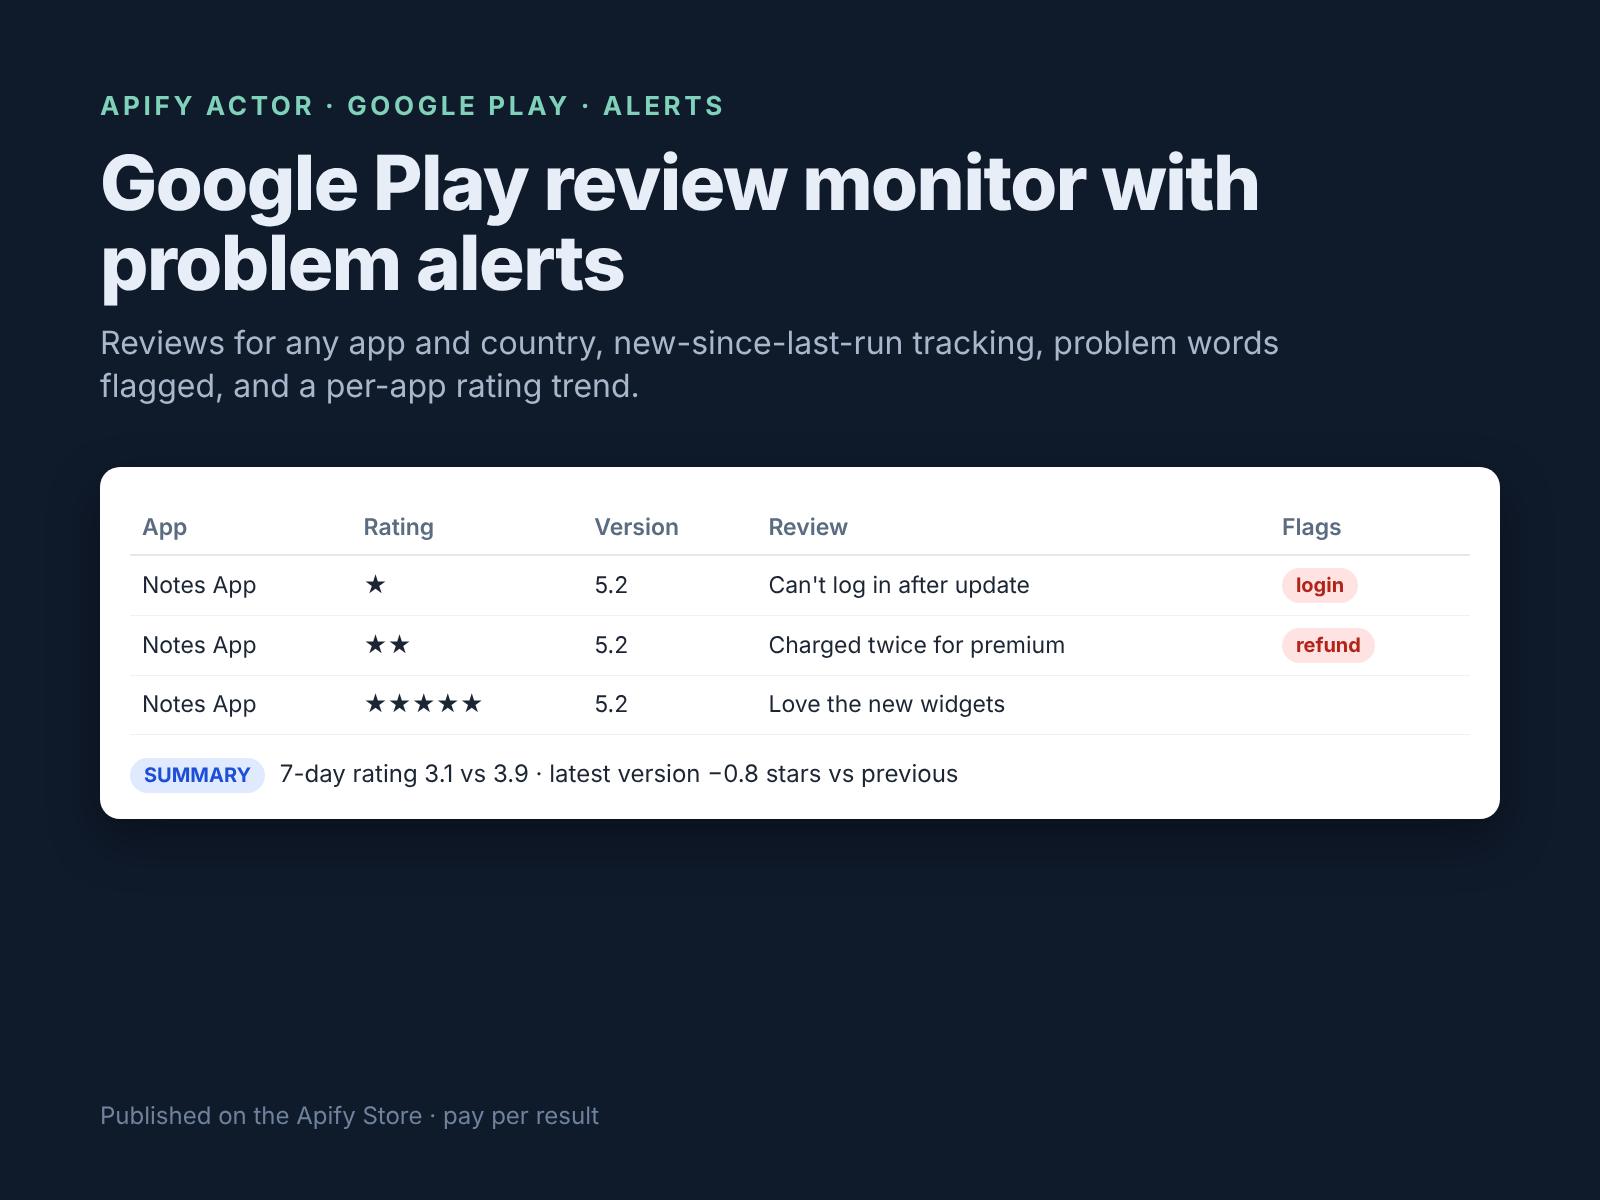 APIFY ACTOR · GOOGLE PLAY · ALERTS
Google Play review monitor with
problem alerts
Reviews for any app and country, new-since-last-run tracking, problem words
flagged, and a per-app rating trend.
App Rating Version Review Flags
Notes App ★ 5.2 Can't log in after update login
Notes App ★★ 5.2 Charged twice for premium refund
Notes App ★★★★★ 5.2 Love the new widgets
SUMMARY 7-day rating 3.1 vs 3.9 · latest version −0.8 stars vs previous
Published on the Apify Store · pay per result